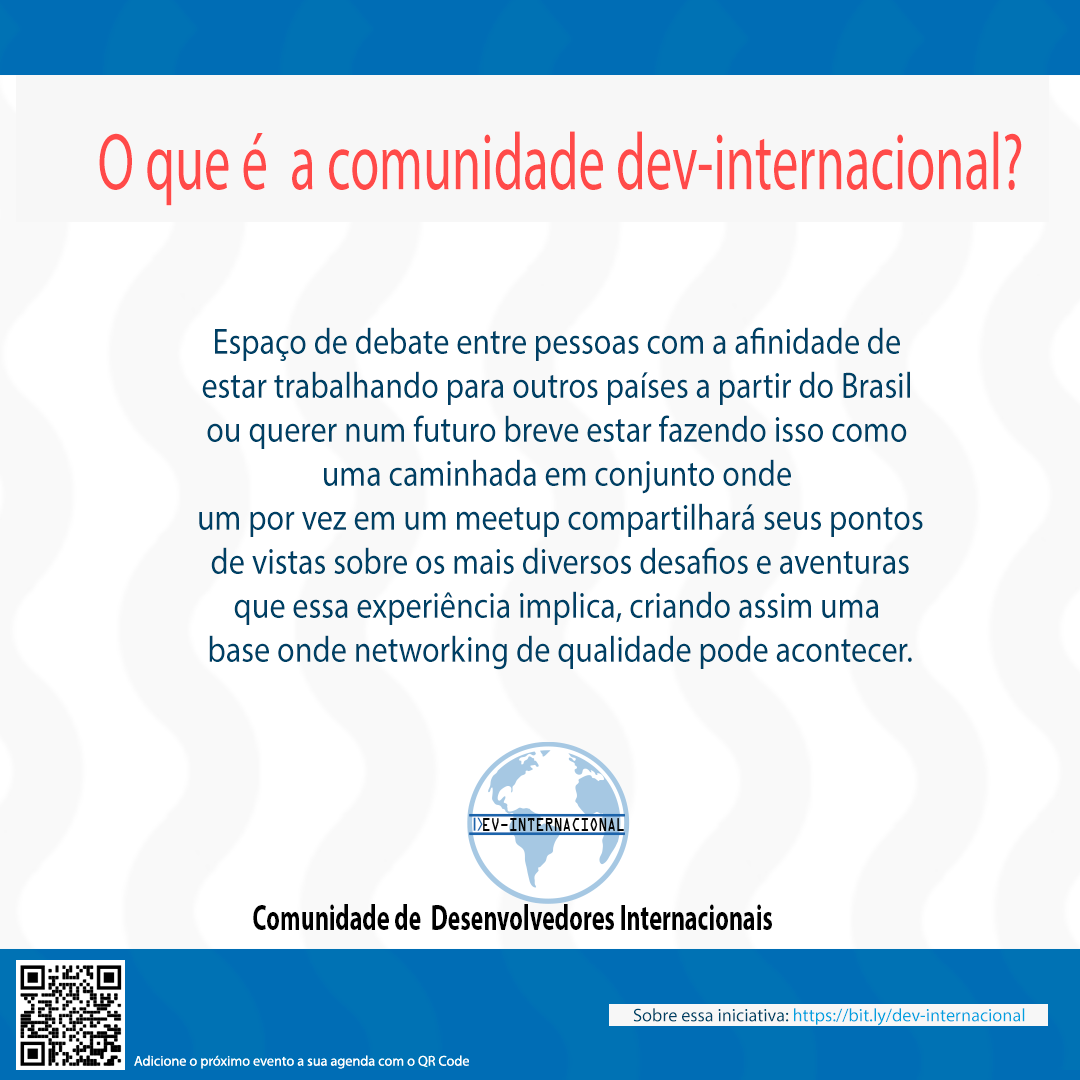 O que é  a comunidade dev-internacional?
Espaço de debate entre pessoas com a afinidade de
estar trabalhando para outros países a partir do Brasil
ou querer num futuro breve estar fazendo isso como
uma caminhada em conjunto onde
um por vez em um meetup compartilhará seus pontos
de vistas sobre os mais diversos desafios e aventuras
que essa experiência implica, criando assim uma
base onde networking de qualidade pode acontecer.
DEV-INTERNACIONAL
Comunidade de  Desenvolvedores Internacionais
Sobre essa iniciativa: https://bit.ly/dev-internacional
Adicione o próximo evento a sua agenda com o QR Code